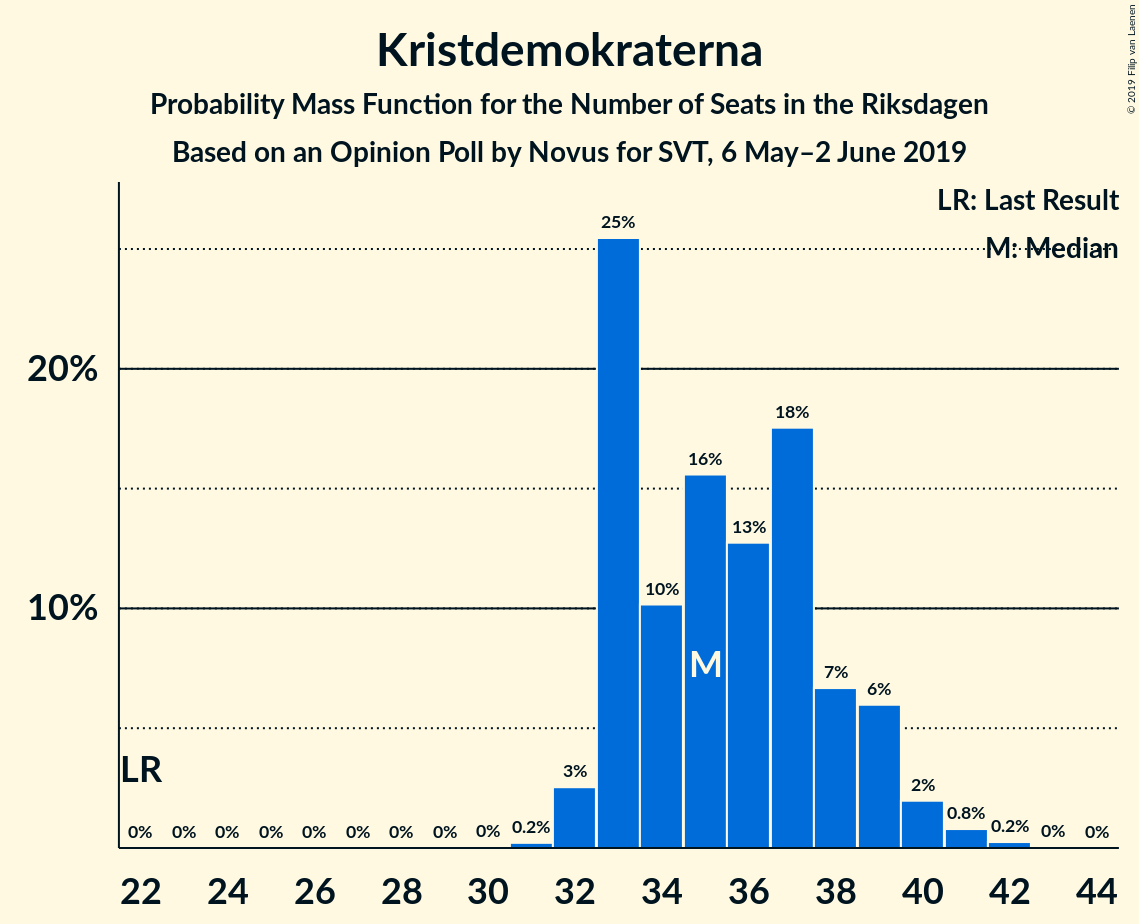 Kristdemokraterna
Probability Mass Function for the Number of Seats in the Riksdagen
Based on an Opinion Poll by Novus for SVT, 6 May–2 June 2019
© 2019 Filip van Laenen
LR: Last Result
M: Median
25%
20%
18%
16%
13%
10%
10%
M
7%
6%
LR
3%
2%
0% 0% 0% 0% 0% 0% 0% 0% 0% 0.2% 0.8% 0.2% 0% 0%
22 24 26 28 30 32 34 36 38 40 42 44